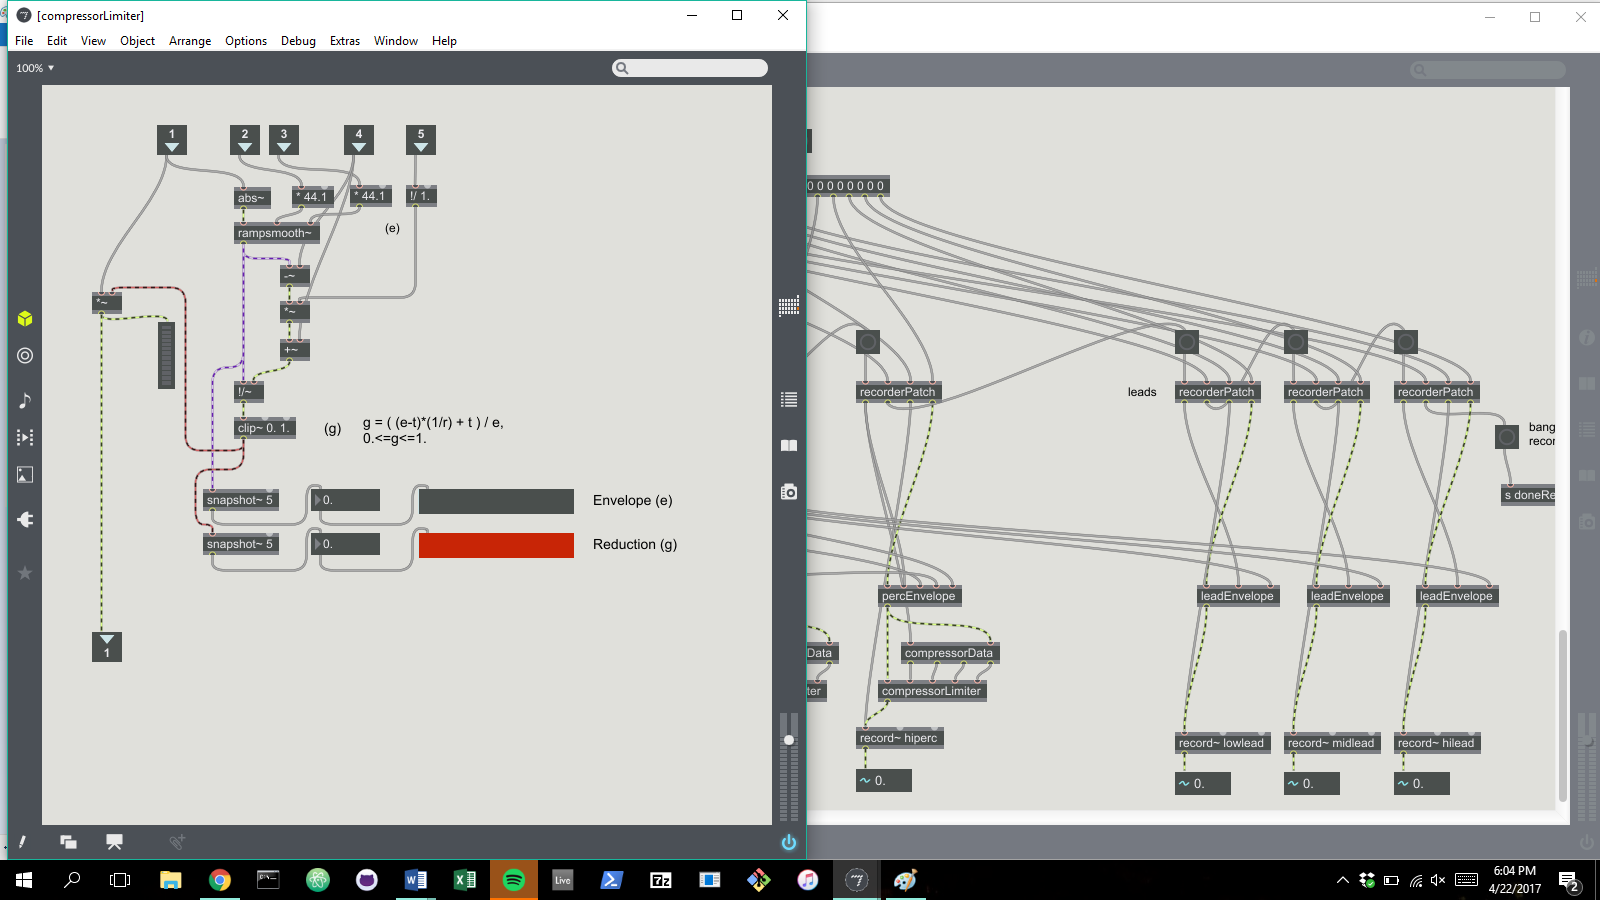 [compressorLimiter]
File Edit View Object Arrange Options Debug Extras Window Help
100%
1 2 3 4 5
abs~ * 44.1 * 44.1 !/ 1.
rampsmooth~ (e)
-~
*~
*~
+~
!/~
clip~ 0. 1. (g) g = ( (e-t)*(1/r) + t ) / e,
0.<=g<=1.
snapshot~ 5 0. Envelope (e)
snapshot~ 5 0. Reduction (g)
1
0 0 0 0 0 0 0 0
leads
recorderPatch recorderPatch recorderPatch recorderPatch
bang
recor
s doneRe
percEnvelope leadEnvelope leadEnvelope leadEnvelope
Data compressorData
ter compressorLimiter
record~ hiperc record~ lowlead record~ midlead record~ hilead
~ 0. ~ 0. ~ 0. ~ 0.
Live 7z
6:04 PM
4/22/2017
2